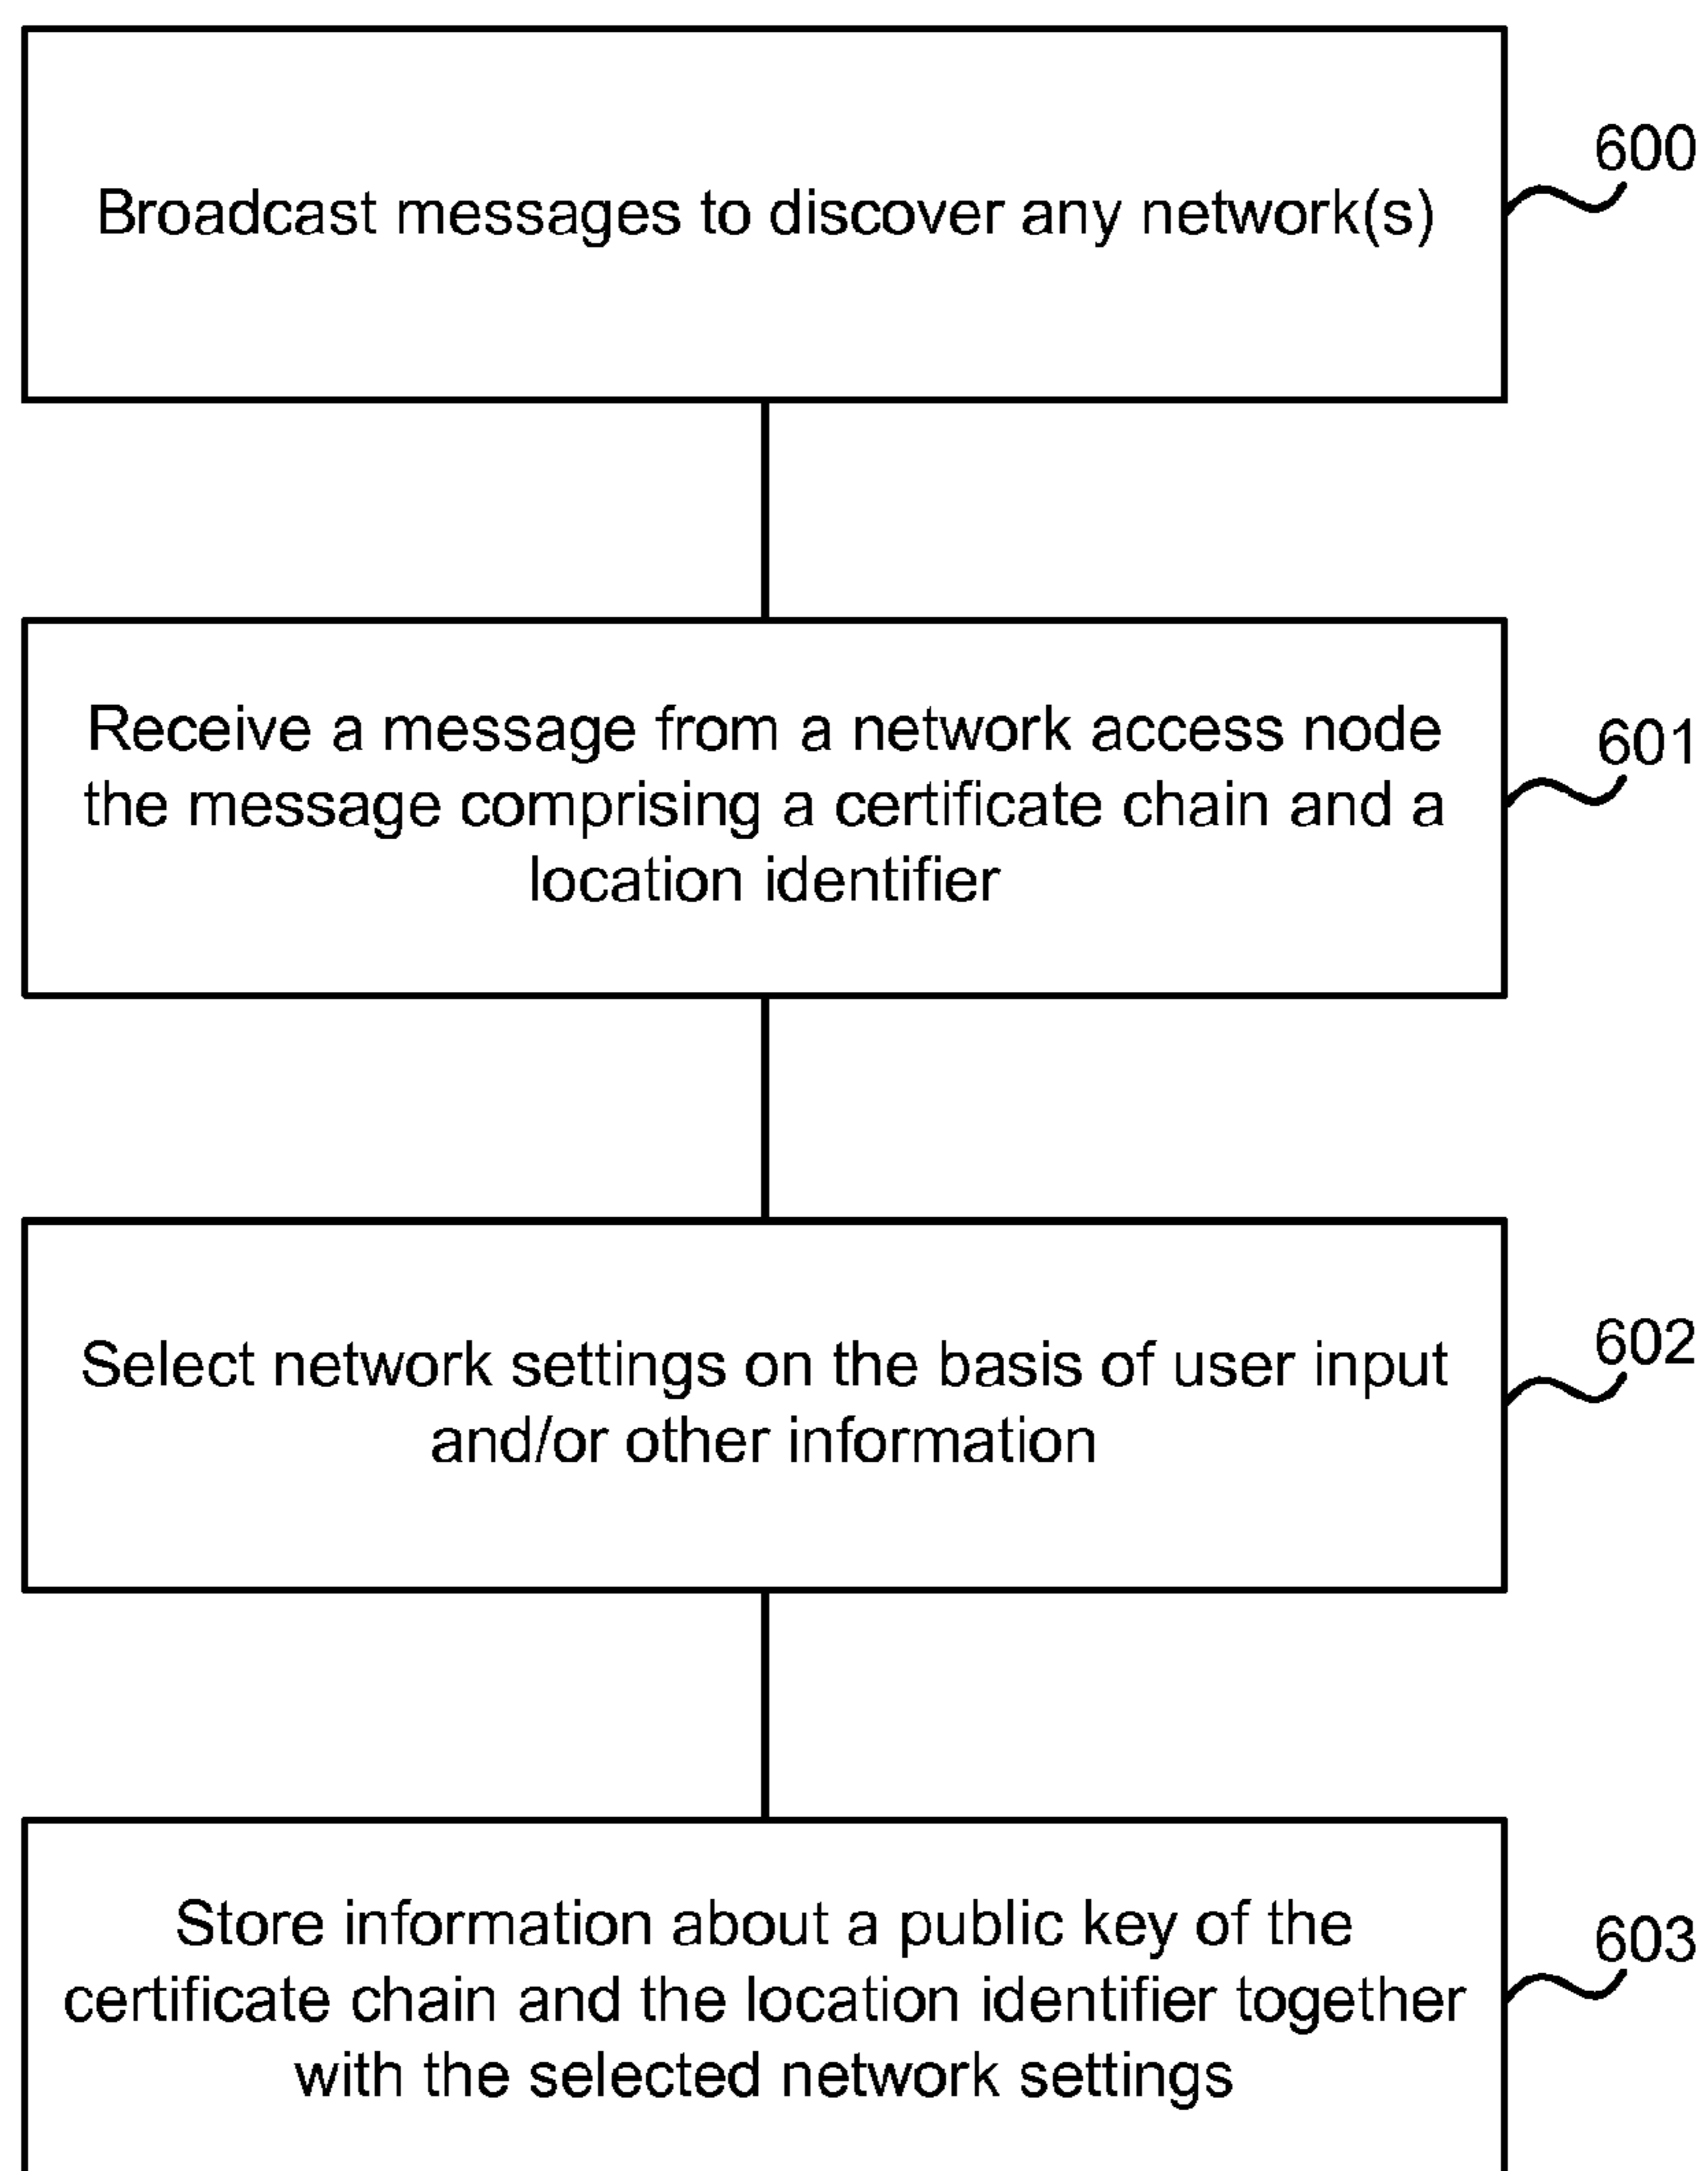 600
Broadcast messages to discover any network(s)
Receive a message from a network access node
601
the message comprising a certificate chain and a
location identifier
602
Select network settings on the basis of user input
and/or other information
Store information about a public key of the
603
certificate chain and the location identifier together
with the selected network settings